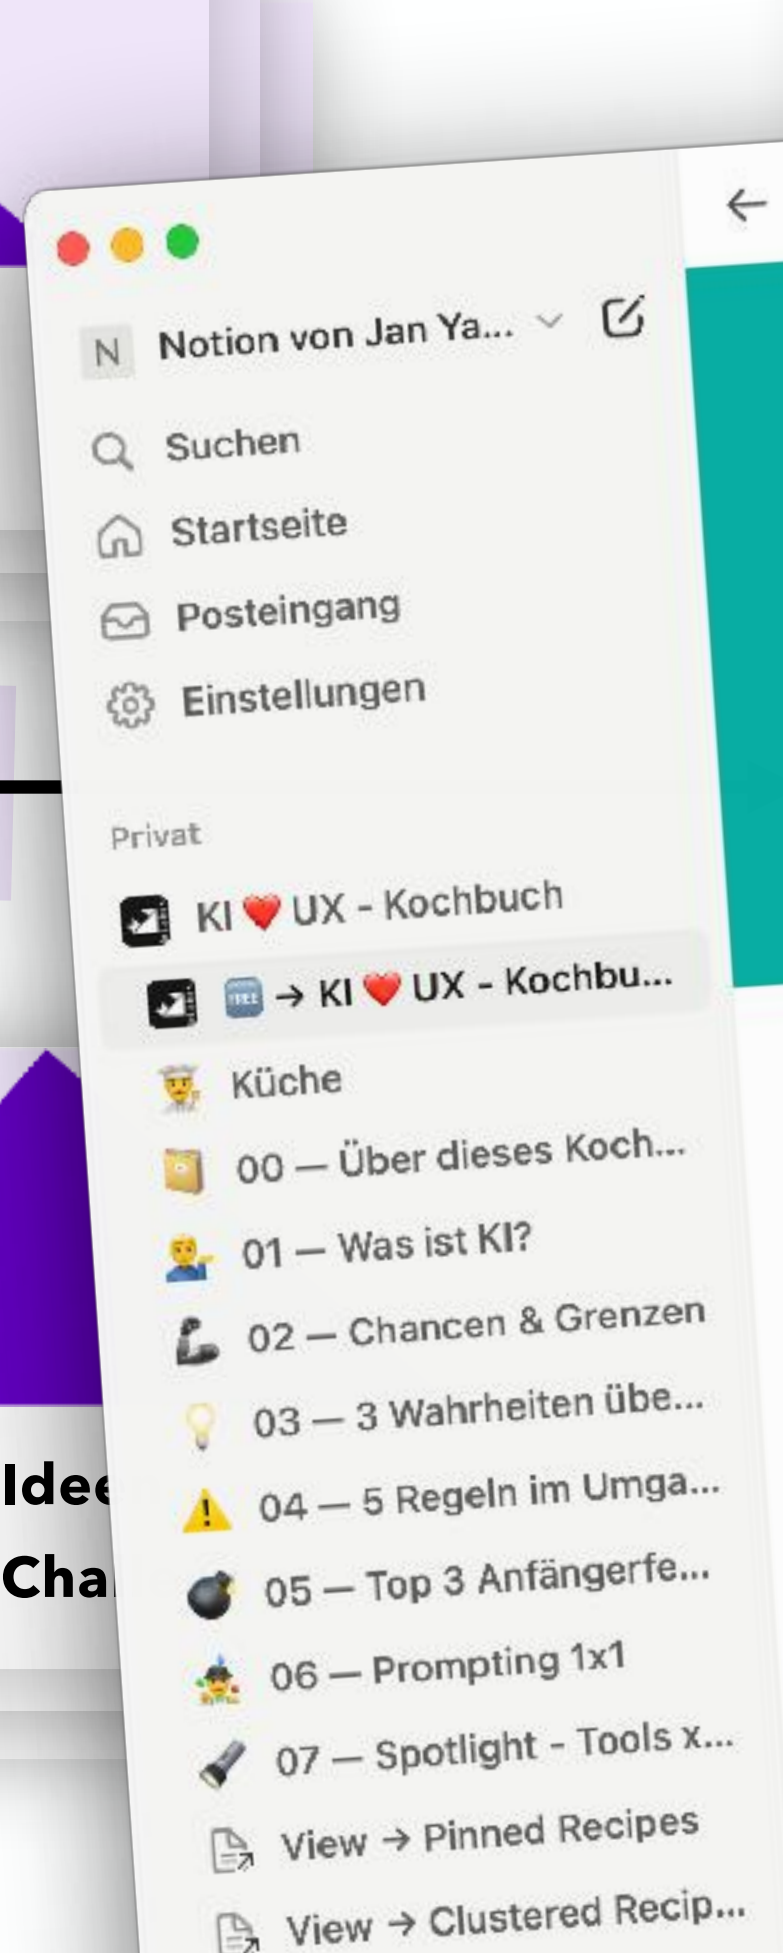 N Notion von Jan Ya...
Suchen
Startseite
Posteingang
Einstellungen
Privat
KI ❤️ UX - Kochbuch
🆓 → KI ❤️ UX - Kochbu...
Küche
00 — Über dieses Koch...
01 — Was ist KI?
02 — Chancen & Grenzen
03 — 3 Wahrheiten übe...
04 — 5 Regeln im Umga...
05 — Top 3 Anfängerfe...
06 — Prompting 1x1
07 — Spotlight - Tools x...
View → Pinned Recipes
View → Clustered Recip...
Idee
Cha